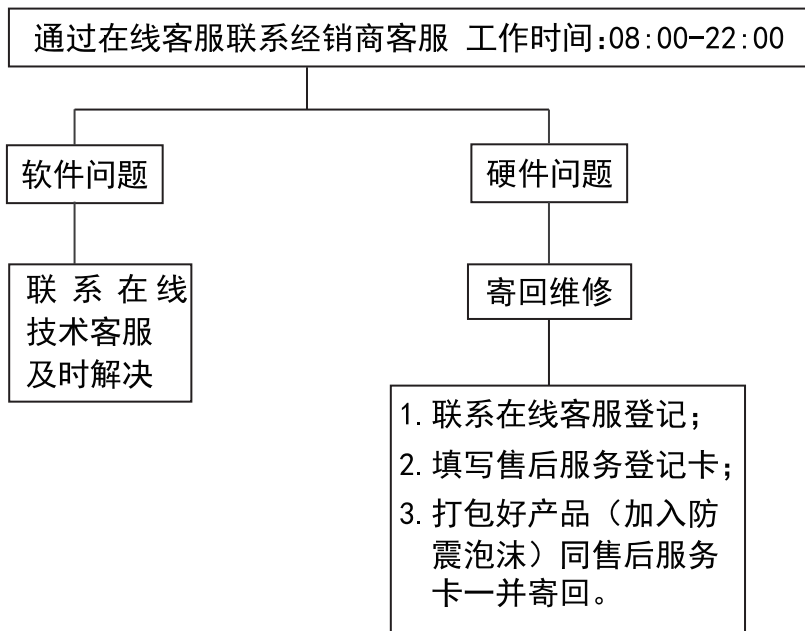 通过在线客服联系经销商客服 工作时间:08:00-22:00
软件问题
硬件问题
联系在线
技术客服
及时解决
寄回维修
1. 联系在线客服登记；
2. 填写售后服务登记卡；
3. 打包好产品（加入防
震泡沫）同售后服务
卡一并寄回。